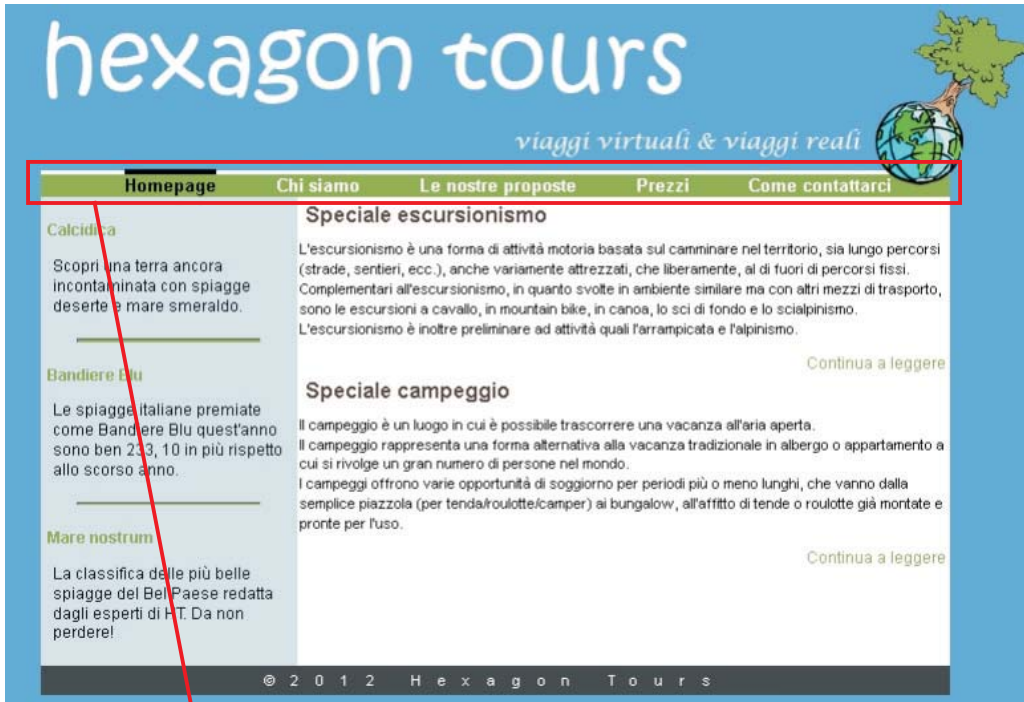 hexagon tours
viaggi virtuali & viaggi reali
Homepage Chi siamo Le nostre proposte Prezzi Come contattarci
Calcidica
Scopri una terra ancora
incontaminata con spiagge
deserte e mare smeraldo.
Bandiere Blu
Le spiagge italiane premiate
come Bandiere Blu quest'anno
sono ben 233, 10 in più rispetto
allo scorso anno.
Mare nostrum
La classifica delle più belle
spiagge del Bel Paese redatta
dagli esperti di HT. Da non
perdere!
Speciale escursionismo
L'escursionismo è una forma di attività motoria basata sul camminare nel territorio, sia lungo percorsi
(strade, sentieri, ecc.), anche variamente attrezzati, che liberamente, al di fuori di percorsi fissi.
Complementari all'escursionismo, in quanto svolte in ambiente similare ma con altri mezzi di trasporto,
sono le escursioni a cavallo, in mountain bike, in canoa, lo sci di fondo e lo scialpinismo.
L'escursionismo è inoltre preliminare ad attività quali l'arrampicata e l'alpinismo.
Continua a leggere
Speciale campeggio
Il campeggio è un luogo in cui è possibile trascorrere una vacanza all'aria aperta.
Il campeggio rappresenta una forma alternativa alla vacanza tradizionale in albergo o appartamento a
cui si rivolge un gran numero di persone nel mondo.
I campeggi offrono varie opportunità di soggiorno per periodi più o meno lunghi, che vanno dalla
semplice piazzola (per tenda/roulotte/camper) ai bungalow, all'affitto di tende o roulotte già montate e
pronte per l'uso.
Continua a leggere
© 2012 Hexagon Tours